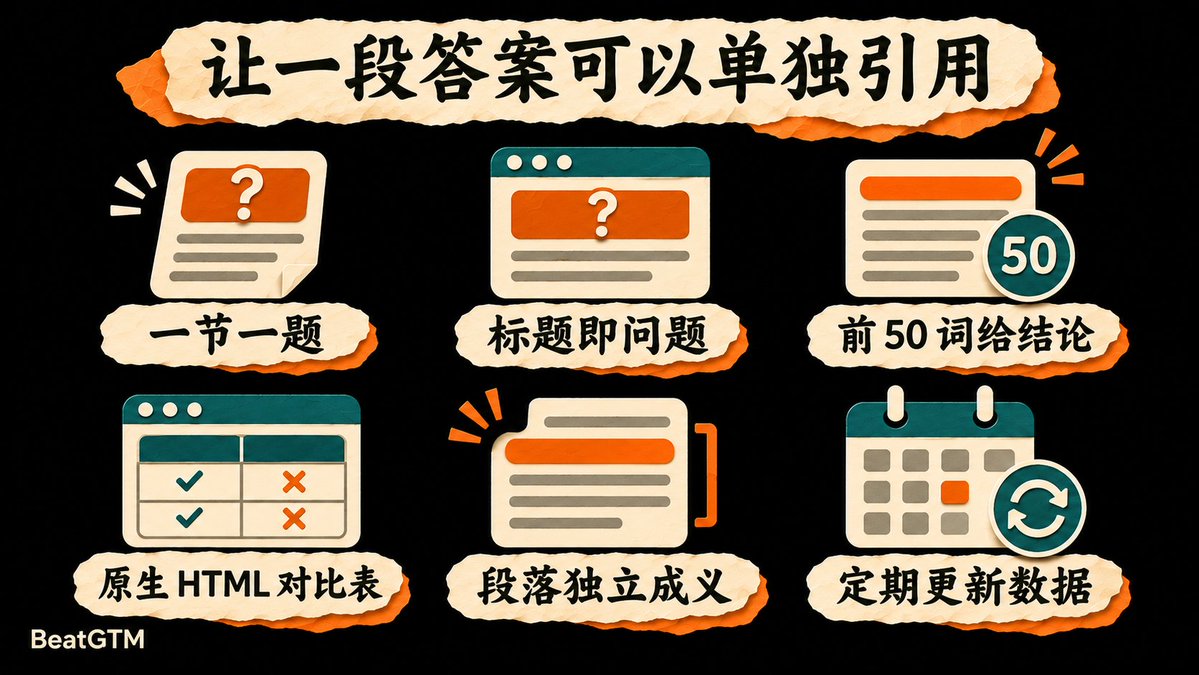 让一段答案可以单独引用
?
?
50
一节一题
标题即问题
前 50 词给结论
原生 HTML 对比表
段落独立成义
定期更新数据
BeatGTM